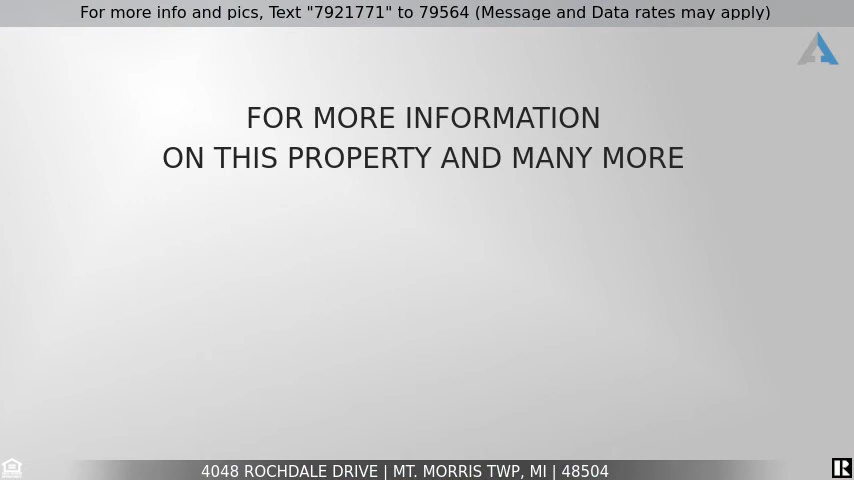 For more info and pics, Text "7921771" to 79564 (Message and Data rates may apply)
FOR MORE INFORMATION
ON THIS PROPERTY AND MANY MORE
4048 ROCHDALE DRIVE | MT. MORRIS TWP, MI | 48504